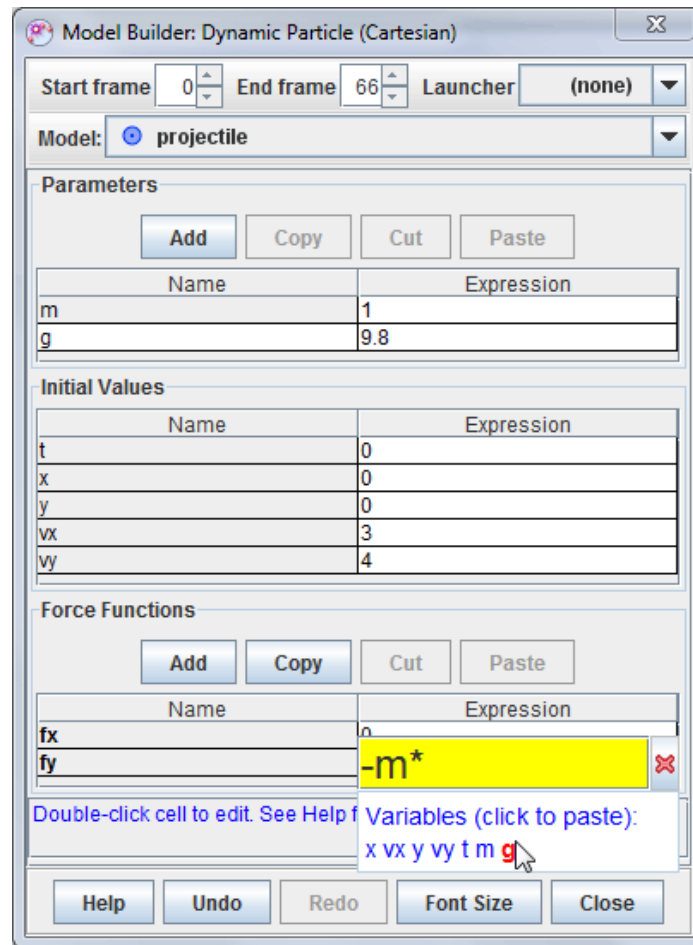 Model Builder: Dynamic Particle (Cartesian)
Start frame 0 End frame 66 Launcher (none)
Model: projectile
Parameters
Add Copy Cut Paste
Name Expression
m 1
g 9.8
Initial Values
Name Expression
t 0
x 0
y 0
vx 3
vy 4
Force Functions
Add Copy Cut Paste
Name Expression
fx 0
fy -m*
Double-click cell to edit. See Help f
Variables (click to paste):
x vx y vy t m g
Help Undo Redo Font Size Close